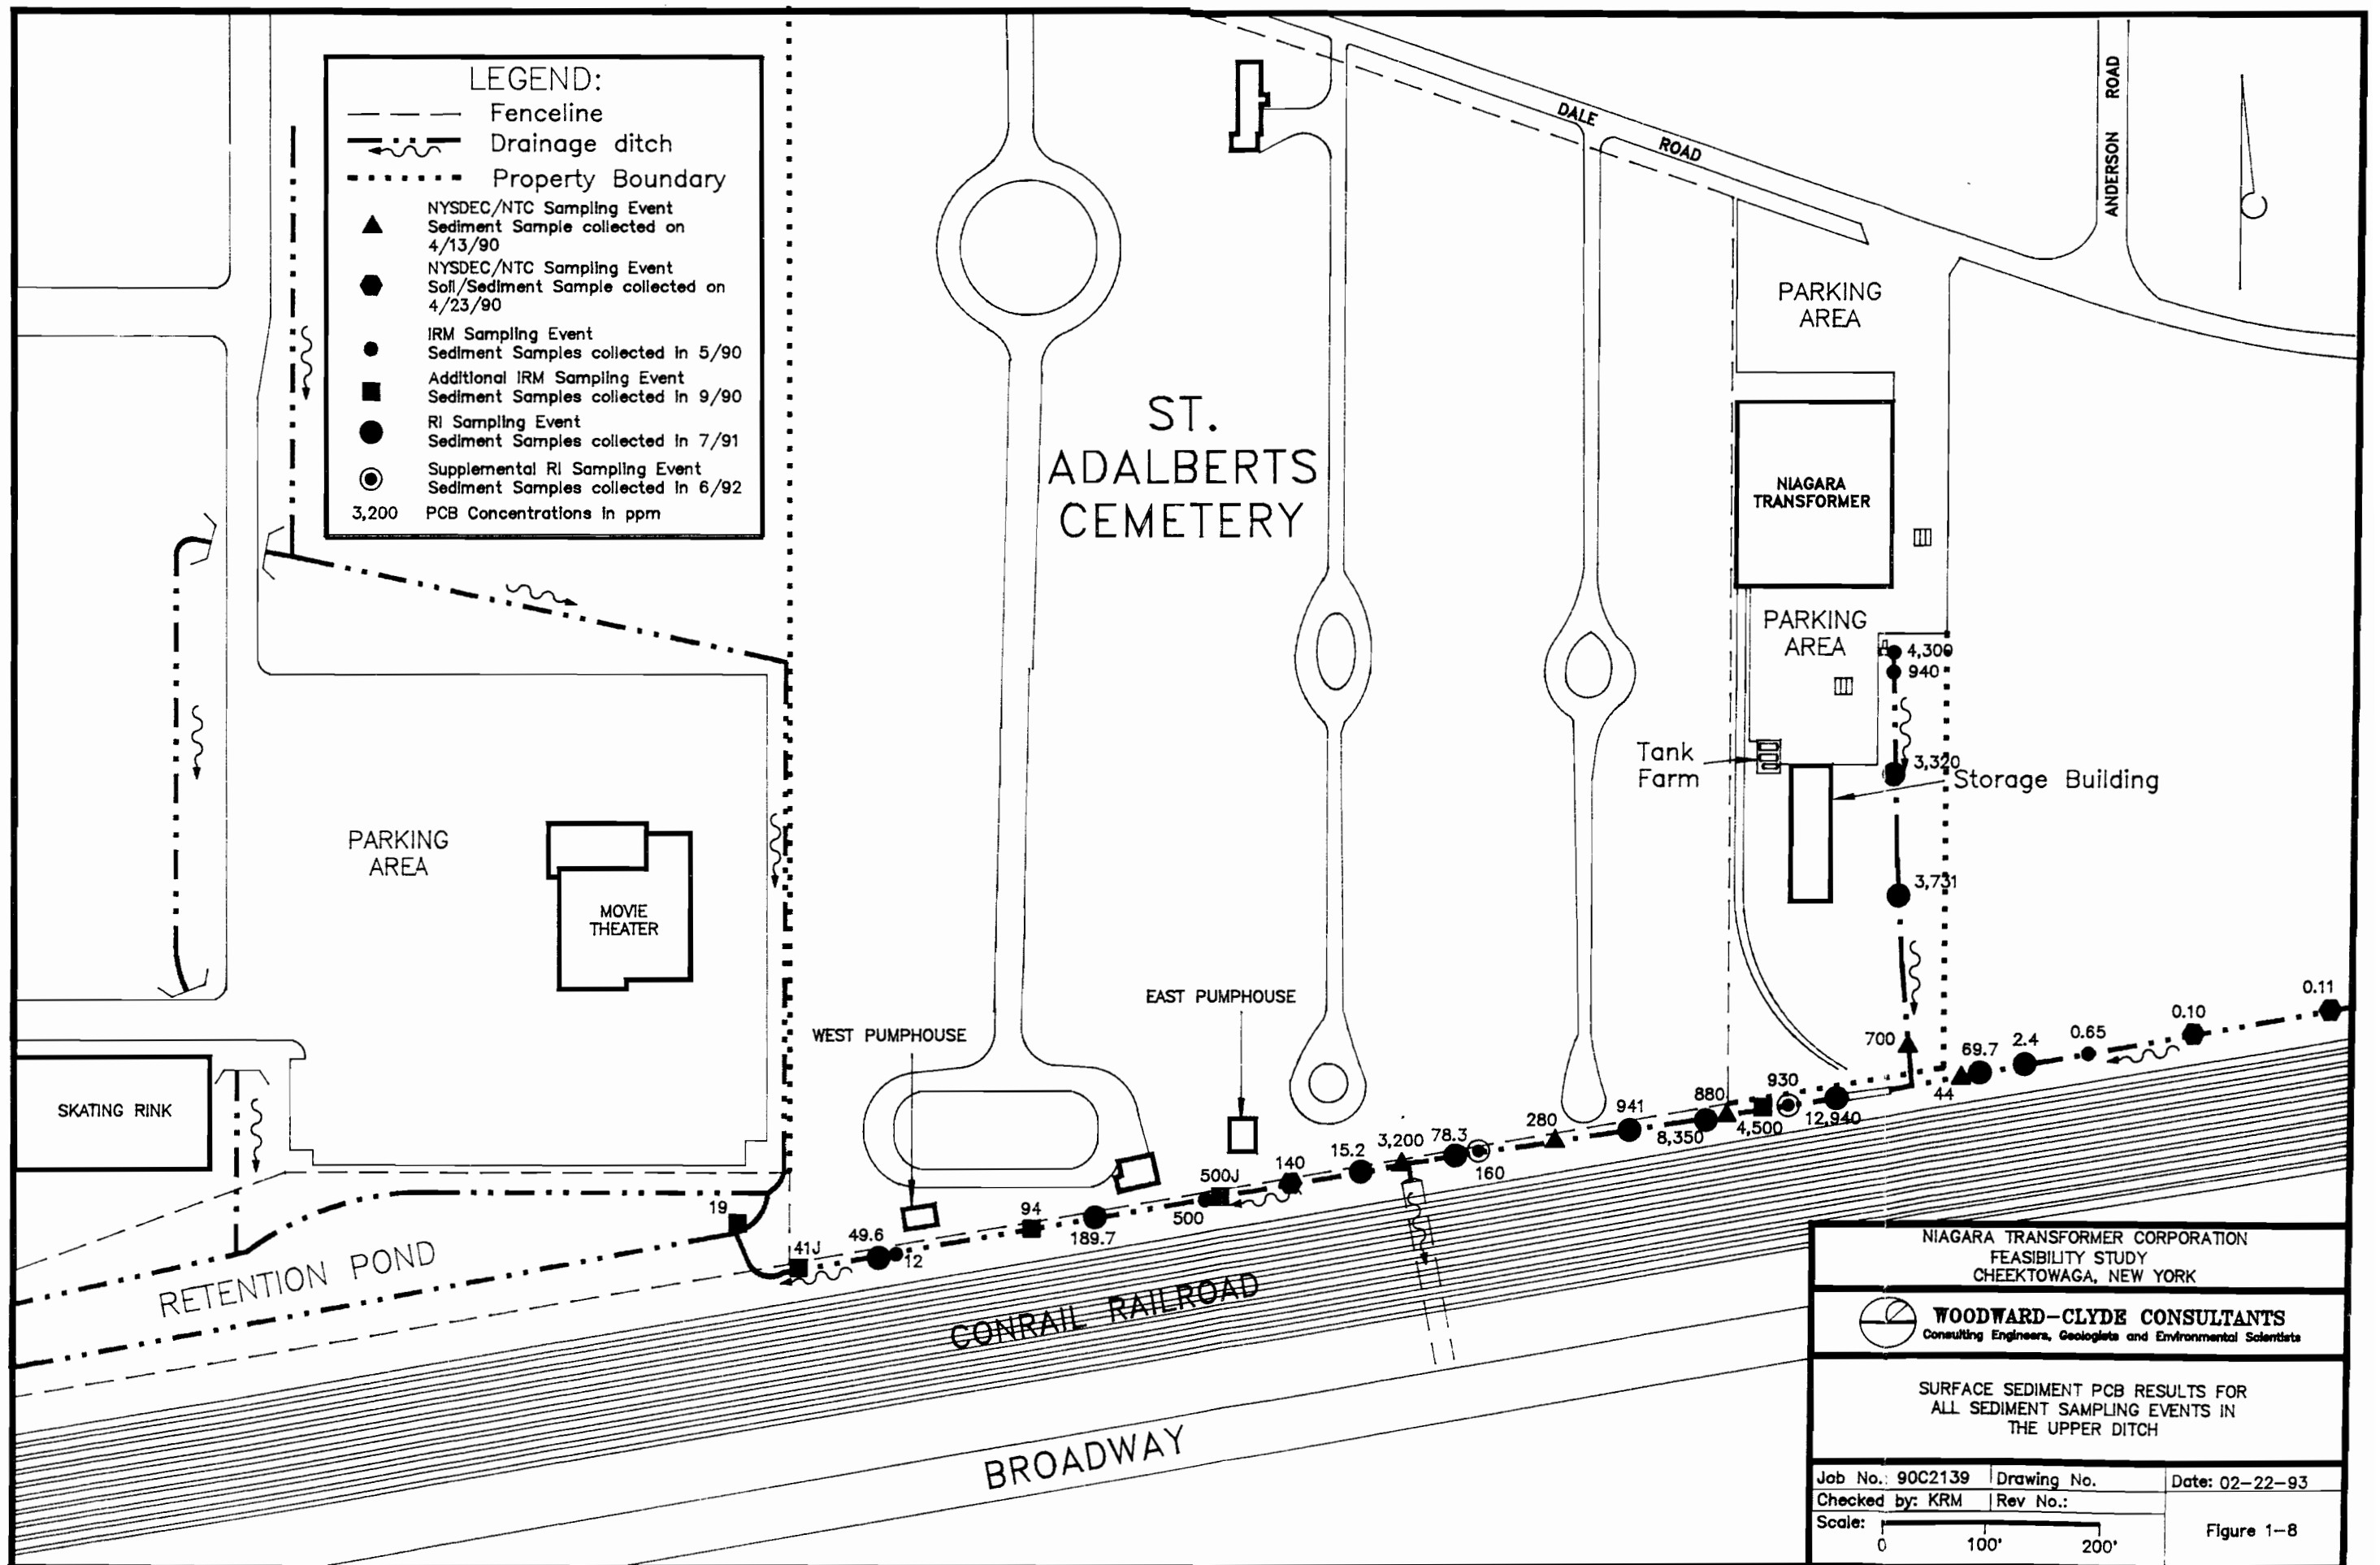 LEGEND:
Fenceline
Drainage ditch
Property Boundary
NYSDEC/NTC Sampling Event
Sediment Sample collected on
4/13/90
NYSDEC/NTC Sampling Event
Soil/Sediment Sample collected on
4/23/90
IRM Sampling Event
Sediment Samples collected in 5/90
Additional IRM Sampling Event
Sediment Samples collected in 9/90
RI Sampling Event
Sediment Samples collected in 7/91
Supplemental RI Sampling Event
Sediment Samples collected in 6/92
3,200 PCB Concentrations in ppm
DALE
ROAD
ANDERSON ROAD
PARKING
AREA
ST.
ADALBERTS
CEMETERY
NIAGARA
TRANSFORMER
PARKING
AREA
4,300
940
Tank
Farm
3,320
Storage Building
3,731
PARKING
AREA
MOVIE
THEATER
EAST PUMPHOUSE
WEST PUMPHOUSE
SKATING RINK
0.11
0.10
0.65
2.4
69.7
700
44
930
12,940
880
4,500
8,350
941
280
78.3
160
3,200
15.2
140
500J
500
94
189.7
49.6
12
41J
19
RETENTION POND
CONRAIL RAILROAD
BROADWAY
NIAGARA TRANSFORMER CORPORATION
FEASIBILITY STUDY
CHEEKTOWAGA, NEW YORK
WOODWARD-CLYDE CONSULTANTS
Consulting Engineers, Geologists and Environmental Scientists
SURFACE SEDIMENT PCB RESULTS FOR
ALL SEDIMENT SAMPLING EVENTS IN
THE UPPER DITCH
Job No.: 90C2139 Drawing No. Date: 02-22-93
Checked by: KRM Rev No.:
Scale:
0 100' 200'
Figure 1-8